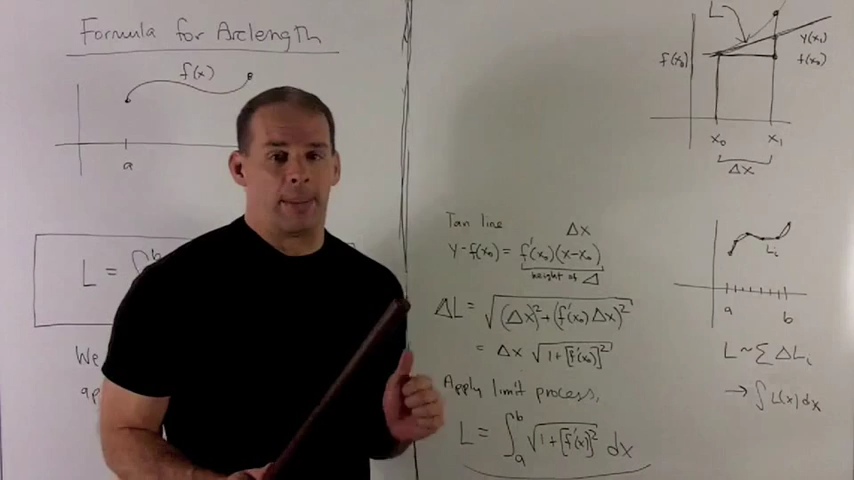 Formula for Arclength
f(x)
a
L = ∫ b
We
ap
L
f(x₀)
y(x₁)
f(x₀)
x₀ x₁
Δx
Tan line
Δx
y-f(x₀) = f'(x₀)(x-x₀)
height of Δ
ΔL = √(Δx)²+(f'(x₀)Δx)²
= Δx √1+[f'(x₀)]²
Apply limit process,
L = ∫ₐᵇ √1+[f'(x)]² dx
Lᵢ
a b
L ~ Σ ΔLᵢ
→ ∫ L(x) dx